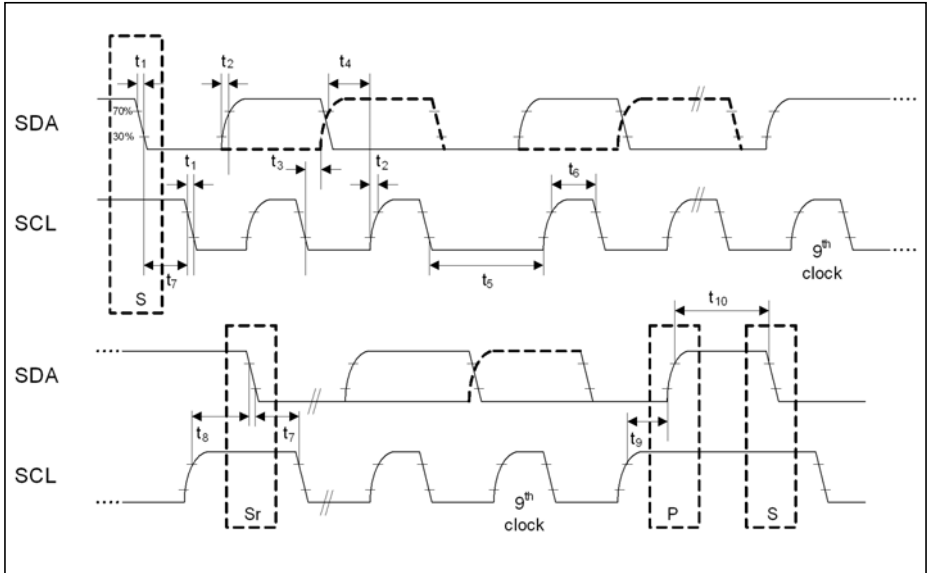 t1 t2 t4
SDA 70%
30%
t1 t3 t2 t6
SCL
t7 t5 9th
clock
S
t10
SDA
t8 t7 t9
SCL
Sr 9th
clock P S